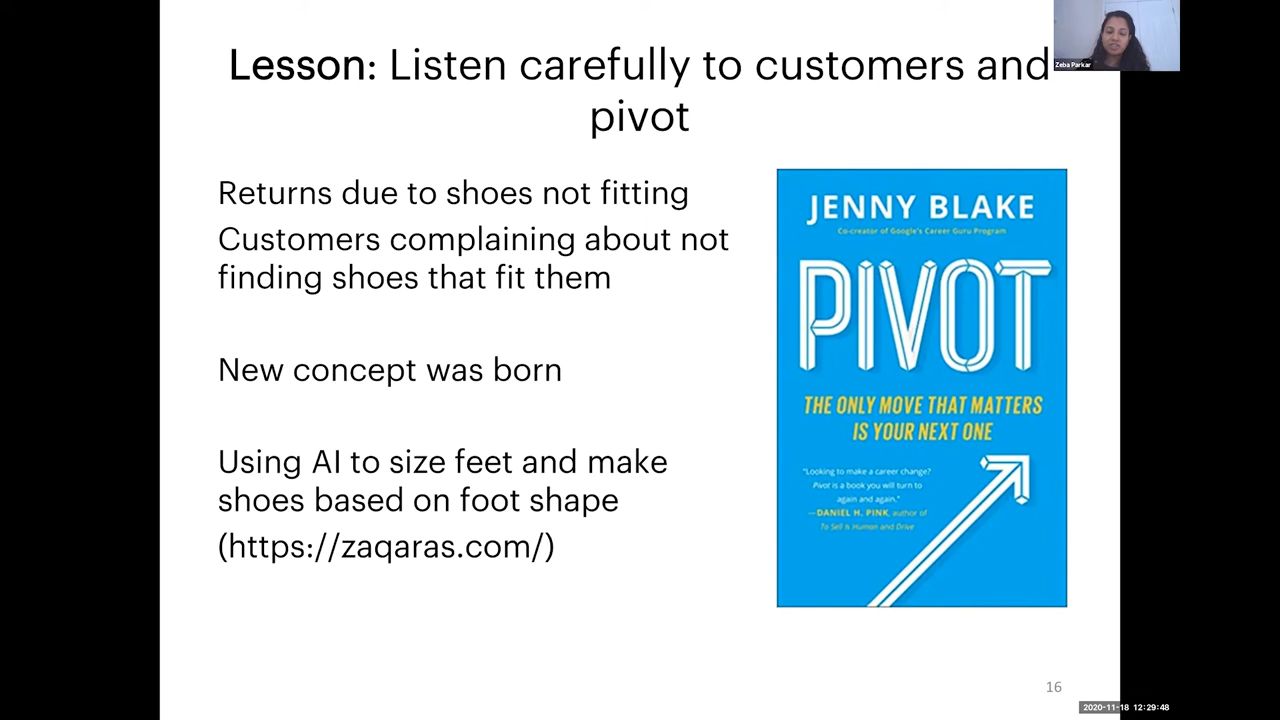 Lesson: Listen carefully to customers and
pivot
Zeba Parkar
Returns due to shoes not fitting
Customers complaining about not
finding shoes that fit them
New concept was born
Using AI to size feet and make
shoes based on foot shape
(https://zaqaras.com/)
JENNY BLAKE
Co-creator of Google's Career Guru Program
PIVOT
THE ONLY MOVE THAT MATTERS
IS YOUR NEXT ONE
"Looking to make a career change?
Pivot is a book you will turn to
again and again."
—DANIEL H. PINK, author of
To Sell is Human and Drive
16
2020-11-18 12:29:48